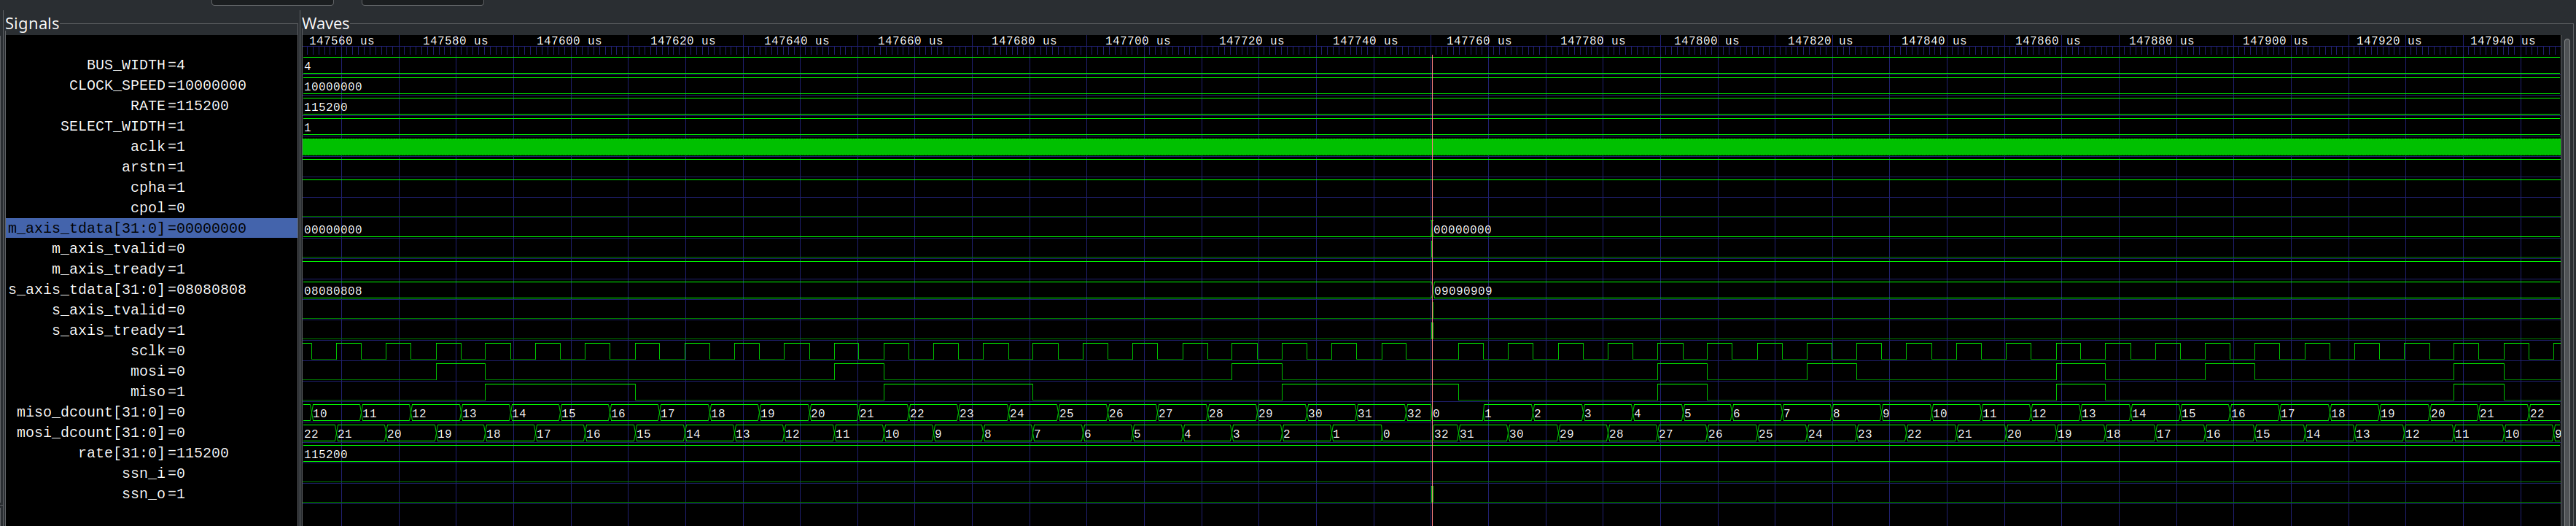 Signals Waves
147560 us 147580 us 147600 us 147620 us 147640 us 147660 us 147680 us 147700 us 147720 us 147740 us 147760 us 147780 us 147800 us 147820 us 147840 us 147860 us 147880 us 147900 us 147920 us 147940 us
BUS_WIDTH=4 4
CLOCK_SPEED=10000000 10000000
RATE=115200 115200
SELECT_WIDTH=1 1
aclk=1
arstn=1
cpha=1
cpol=0
m_axis_tdata[31:0]=00000000 00000000 00000000
m_axis_tvalid=0
m_axis_tready=1
s_axis_tdata[31:0]=08080808 08080808 09090909
s_axis_tvalid=0
s_axis_tready=1
sclk=0
mosi=0
miso=1
miso_dcount[31:0]=0 10 11 12 13 14 15 16 17 18 19 20 21 22 23 24 25 26 27 28 29 30 31 32 0 1 2 3 4 5 6 7 8 9 10 11 12 13 14 15 16 17 18 19 20 21 22
mosi_dcount[31:0]=0 22 21 20 19 18 17 16 15 14 13 12 11 10 9 8 7 6 5 4 3 2 1 0 32 31 30 29 28 27 26 25 24 23 22 21 20 19 18 17 16 15 14 13 12 11 10 9
rate[31:0]=115200 115200
ssn_i=0
ssn_o=1